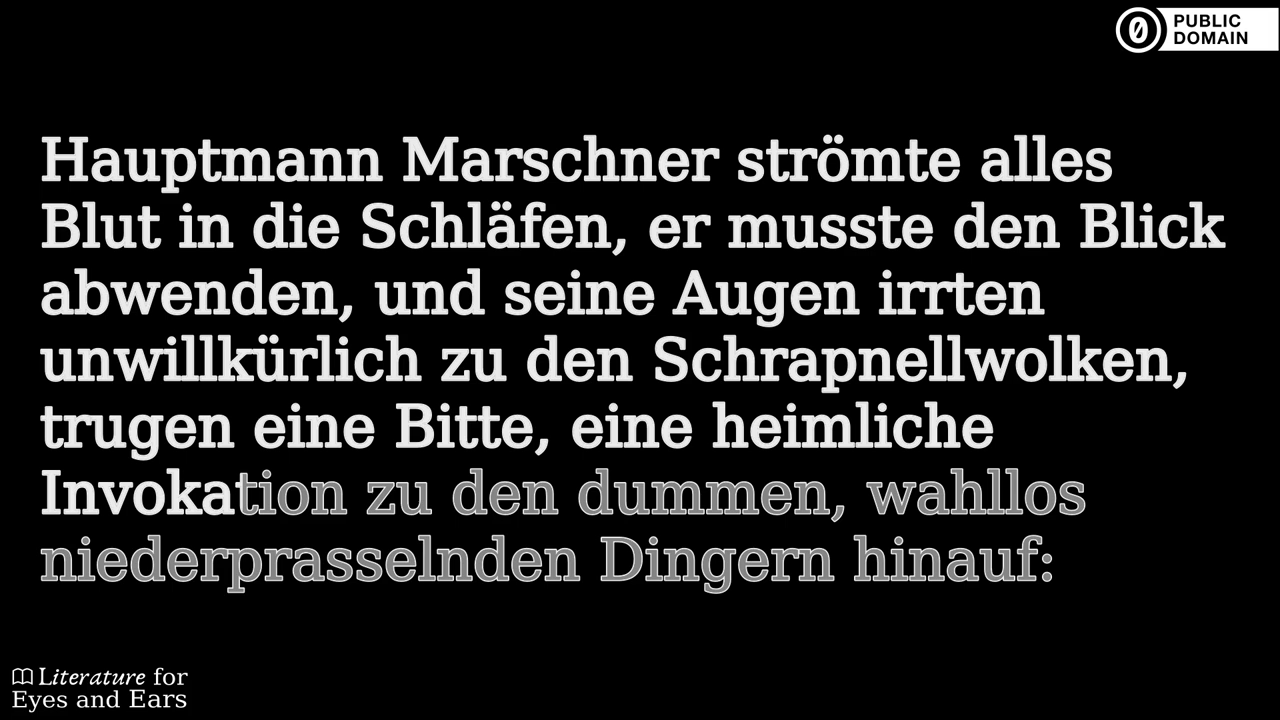 PUBLIC
DOMAIN
Hauptmann Marschner strömte alles
Blut in die Schläfen, er musste den Blick
abwenden, und seine Augen irrten
unwillkürlich zu den Schrapnellwolken,
trugen eine Bitte, eine heimliche
Invokation zu den dummen, wahllos
niederprasselnden Dingern hinauf:
Literature for
Eyes and Ears